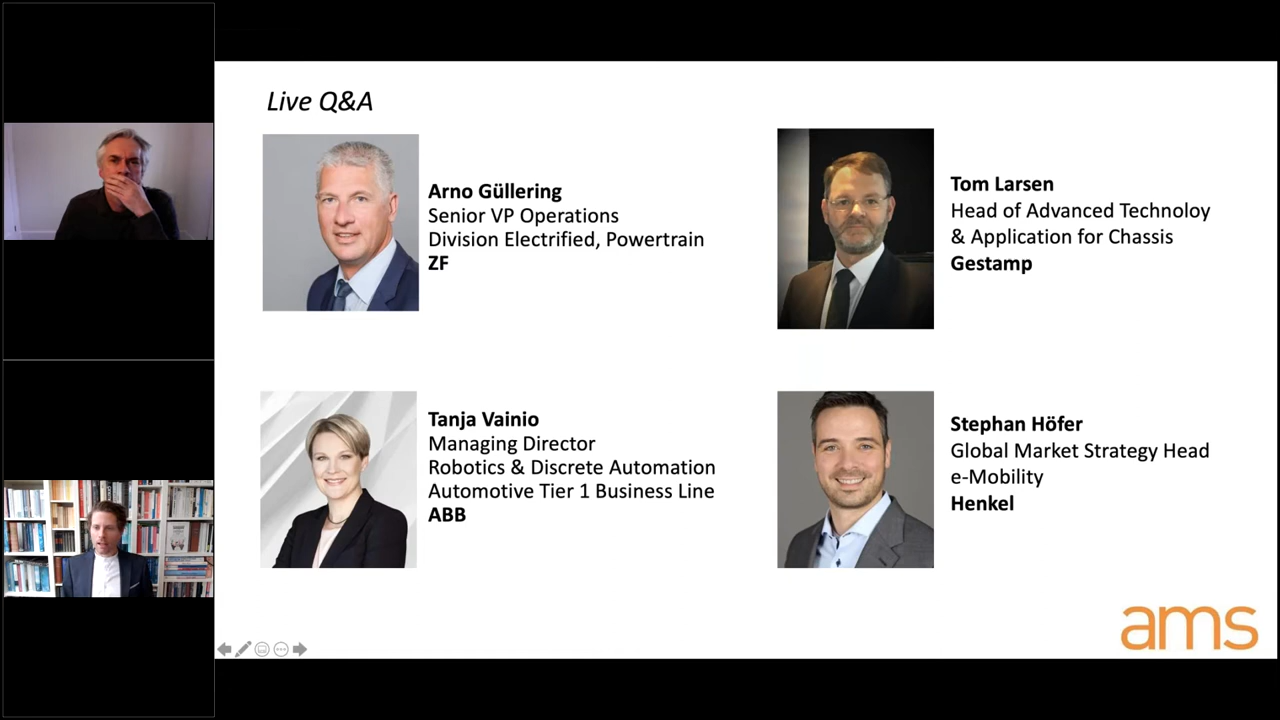 Live Q&A
Arno Güllering
Senior VP Operations
Division Electrified, Powertrain
ZF
Tom Larsen
Head of Advanced Technoloy
& Application for Chassis
Gestamp
Tanja Vainio
Managing Director
Robotics & Discrete Automation
Automotive Tier 1 Business Line
ABB
Stephan Höfer
Global Market Strategy Head
e-Mobility
Henkel
ams